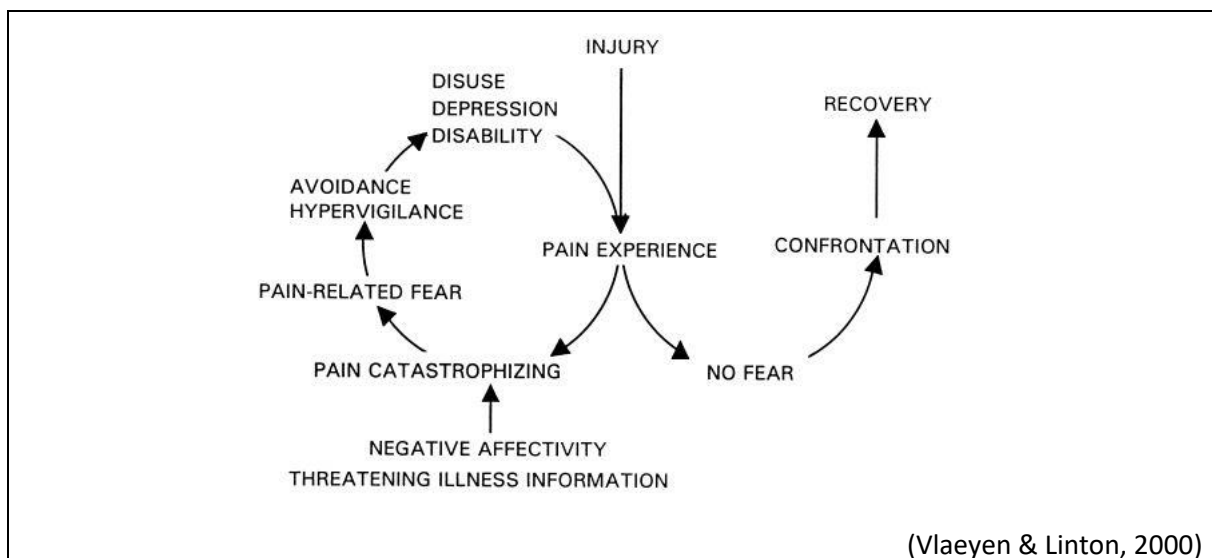 INJURY
DISUSE
DEPRESSION
DISABILITY
RECOVERY
AVOIDANCE
HYPERVIGILANCE
PAIN EXPERIENCE
CONFRONTATION
PAIN-RELATED FEAR
PAIN CATASTROPHIZING
NO FEAR
NEGATIVE AFFECTIVITY
THREATENING ILLNESS INFORMATION
(Vlaeyen & Linton, 2000)